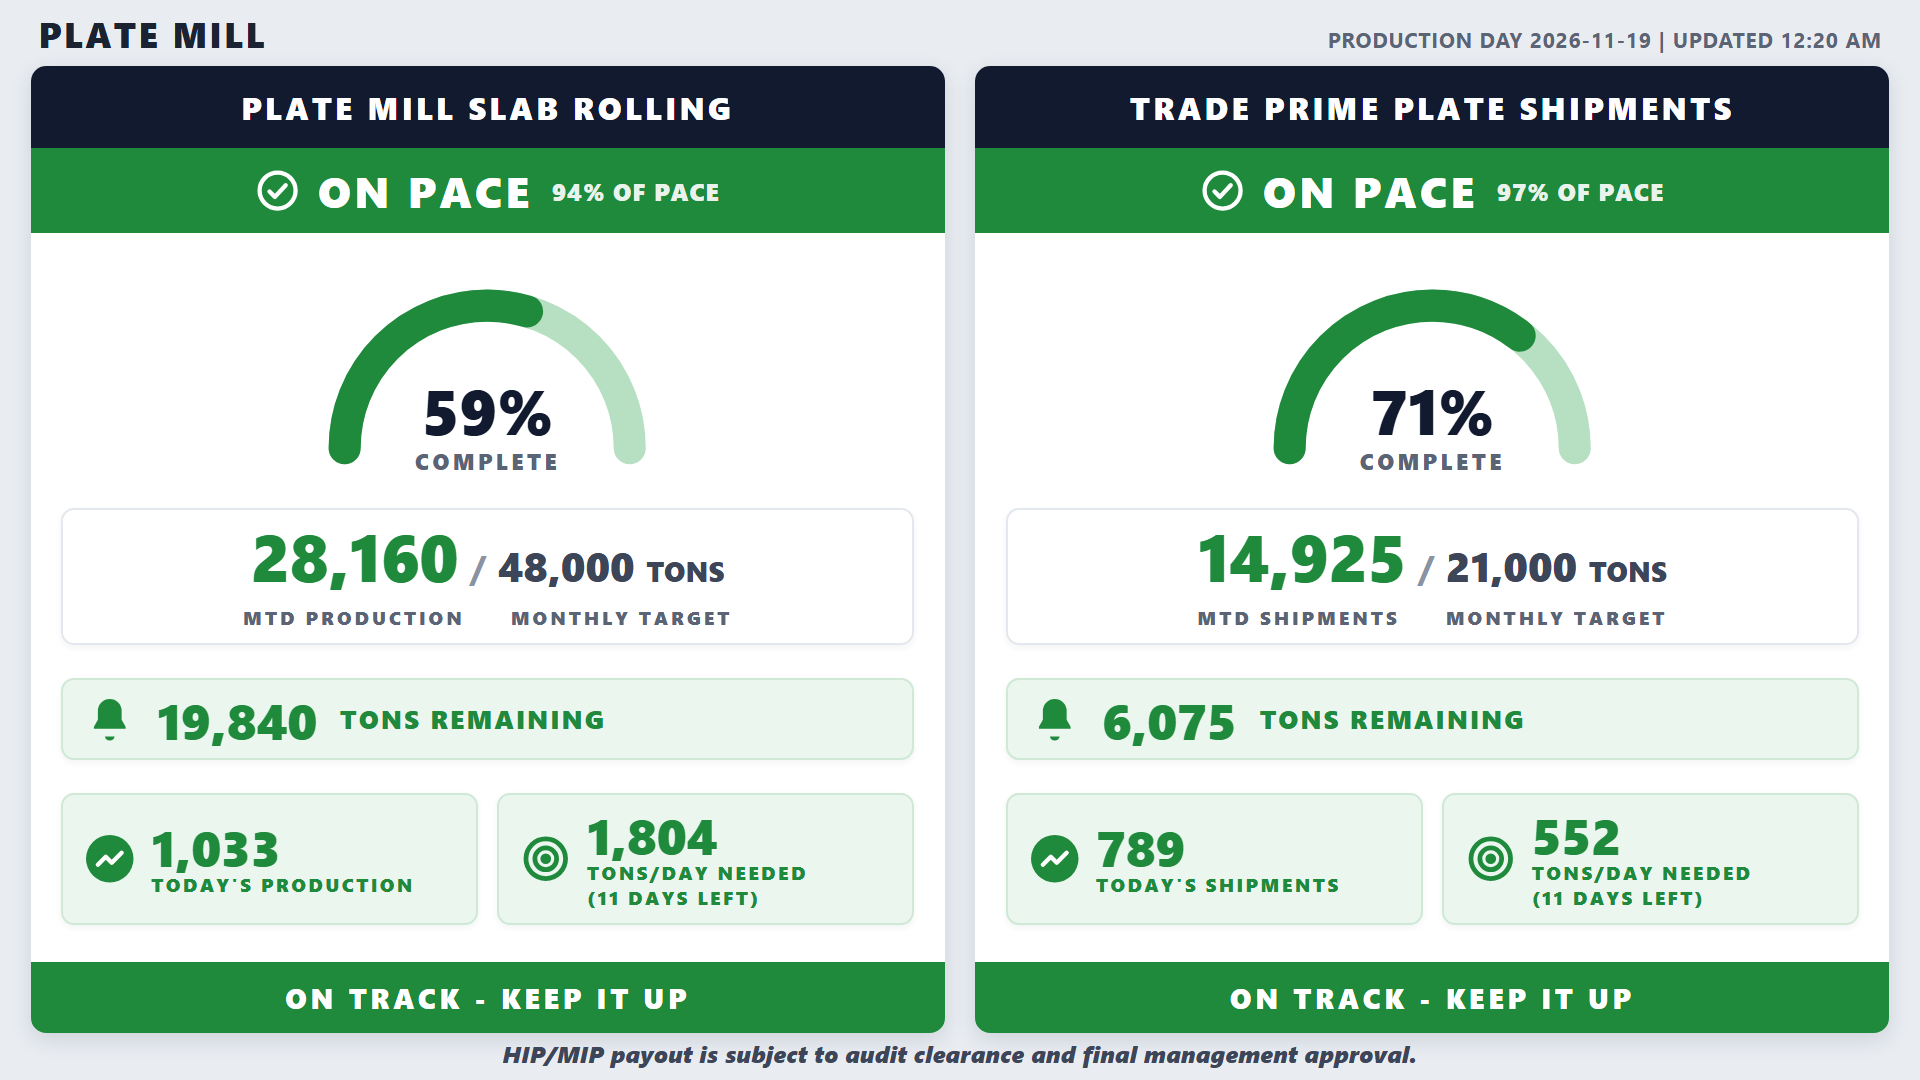 PLATE MILL
PRODUCTION DAY 2026-11-19 | UPDATED 12:20 AM
PLATE MILL SLAB ROLLING
ON PACE 94% OF PACE
59%
COMPLETE
28,160 / 48,000 TONS
MTD PRODUCTION MONTHLY TARGET
19,840 TONS REMAINING
1,033
TODAY'S PRODUCTION
1,804
TONS/DAY NEEDED
(11 DAYS LEFT)
ON TRACK - KEEP IT UP
TRADE PRIME PLATE SHIPMENTS
ON PACE 97% OF PACE
71%
COMPLETE
14,925 / 21,000 TONS
MTD SHIPMENTS MONTHLY TARGET
6,075 TONS REMAINING
789
TODAY'S SHIPMENTS
552
TONS/DAY NEEDED
(11 DAYS LEFT)
ON TRACK - KEEP IT UP
HIP/MIP payout is subject to audit clearance and final management approval.